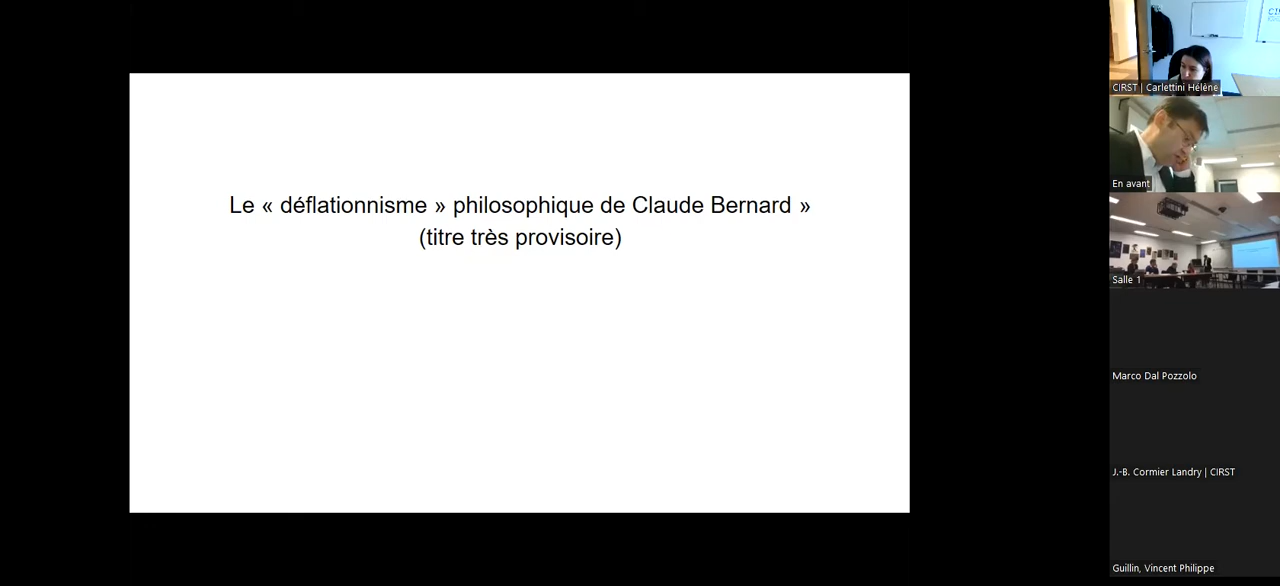 Le « déflationnisme » philosophique de Claude Bernard »
(titre très provisoire)
CIRST | Carlettini Hélène
En avant
Salle 1
Marco Dal Pozzolo
J.-B. Cormier Landry | CIRST
Guillin, Vincent Philippe